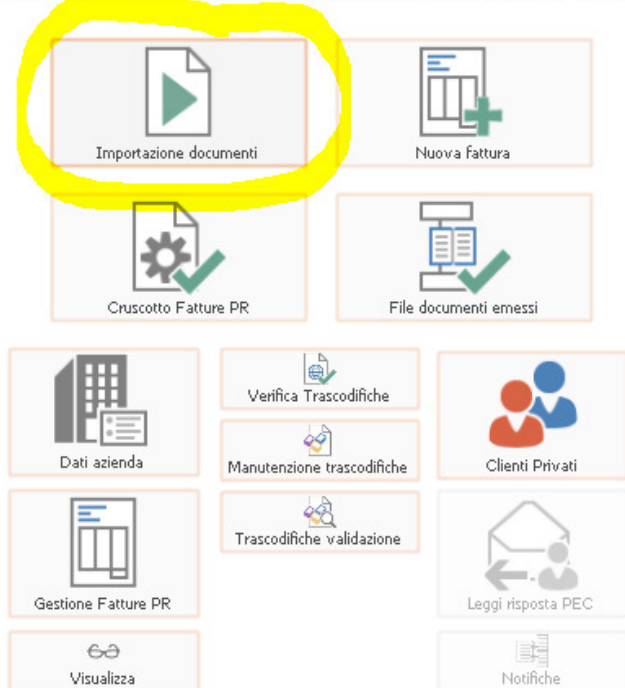 Importazione documenti
Nuova fattura
Cruscotto Fatture PR
File documenti emessi
Dati azienda
Verifica Trascodifiche
Manutenzione trascodifiche
Trascodifiche validazione
Clienti Privati
Gestione Fatture PR
Leggi risposta PEC
Visualizza
Notifiche